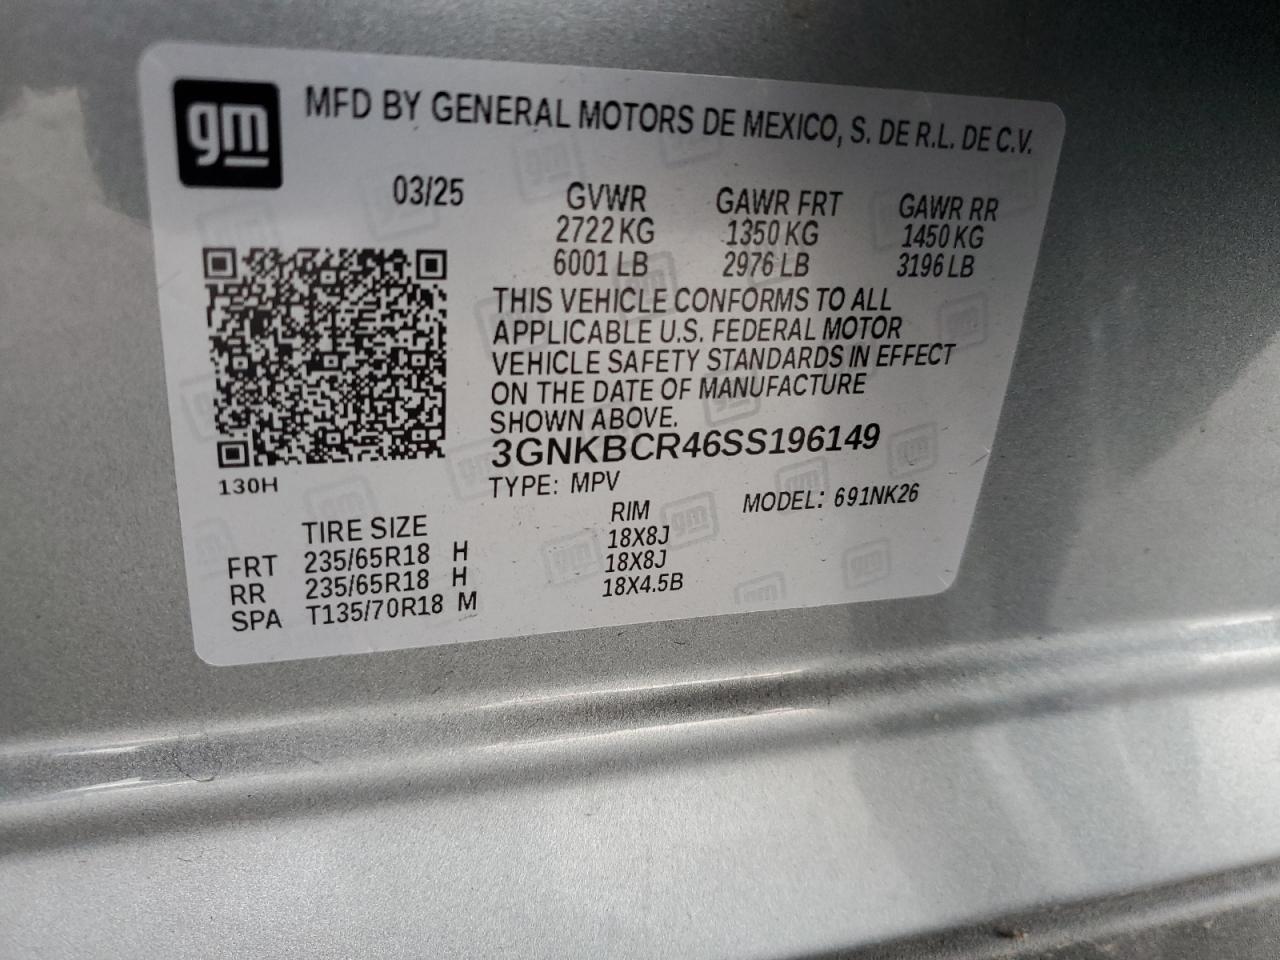 gm
MFD BY GENERAL MOTORS DE MEXICO, S. DE R.L. DE C.V.
03/25
GVWR GAWR FRT GAWR RR
2722 KG 1350 KG 1450 KG
6001 LB 2976 LB 3196 LB
THIS VEHICLE CONFORMS TO ALL
APPLICABLE U.S. FEDERAL MOTOR
VEHICLE SAFETY STANDARDS IN EFFECT
ON THE DATE OF MANUFACTURE
SHOWN ABOVE.
3GNKBCR46SS196149
130H
TYPE: MPV MODEL: 691NK26
TIRE SIZE RIM
FRT 235/65R18 H 18X8J
RR 235/65R18 H 18X8J
SPA T135/70R18 M 18X4.5B